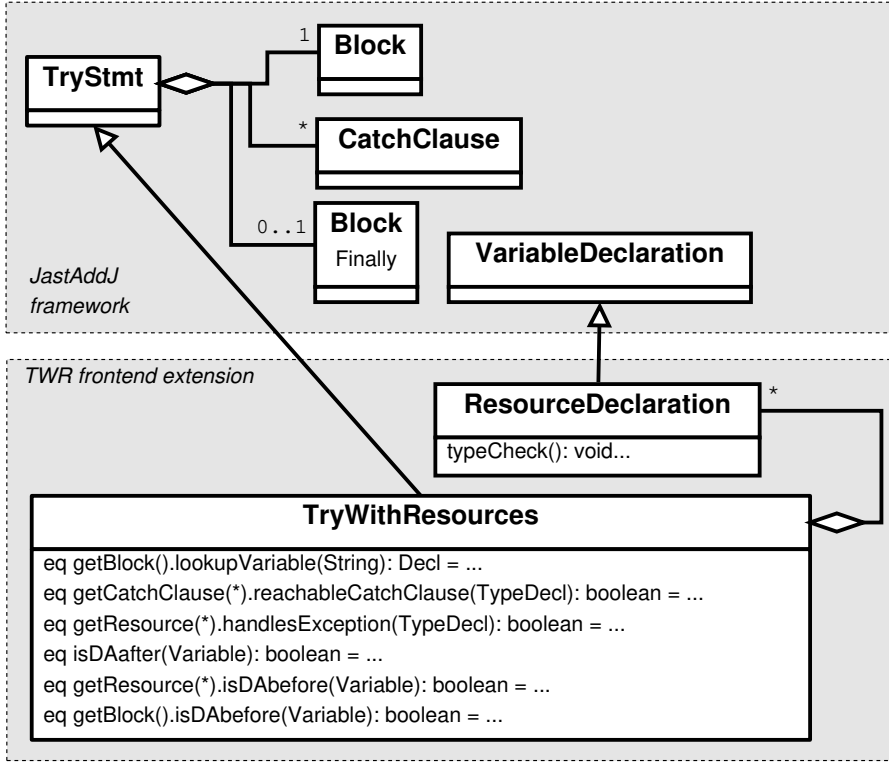 TryStmt
1
Block
*
CatchClause
0..1
Block
Finally
VariableDeclaration
JastAddJ
framework
TWR frontend extension
ResourceDeclaration
*
typeCheck(): void...
TryWithResources
eq getBlock().lookupVariable(String): Decl = ...
eq getCatchClause(*).reachableCatchClause(TypeDecl): boolean = ...
eq getResource(*).handlesException(TypeDecl): boolean = ...
eq isDAafter(Variable): boolean = ...
eq getResource(*).isDAbefore(Variable): boolean = ...
eq getBlock().isDAbefore(Variable): boolean = ...